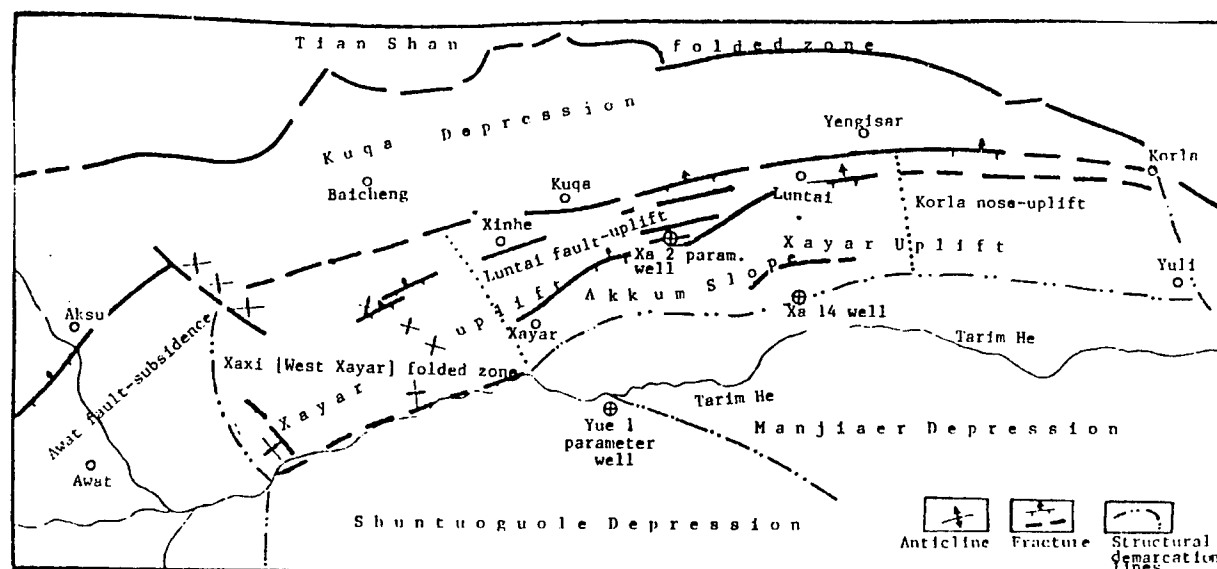 Tian Shan folded zone
Kuqa Depression
Yengisar
Korla
Baicheng
Kuqa
Luntai
Korla nose-uplift
Xinhe
Luntai fault-uplift
Xa 2 param.
well
Xayar Uplift
Yuli
Akkum Slope
Xa 14 well
Aksu
Xayar
Tarim He
Xaxi [West Xayar] folded zone
Xayar Xuplift
Awat fault-subsidence
Tarim He
Yue 1
parameter
well
Manjiaer Depression
Awat
Shuntuoguole Depression
Anticline
Fracture
Structural
demarcation
lines